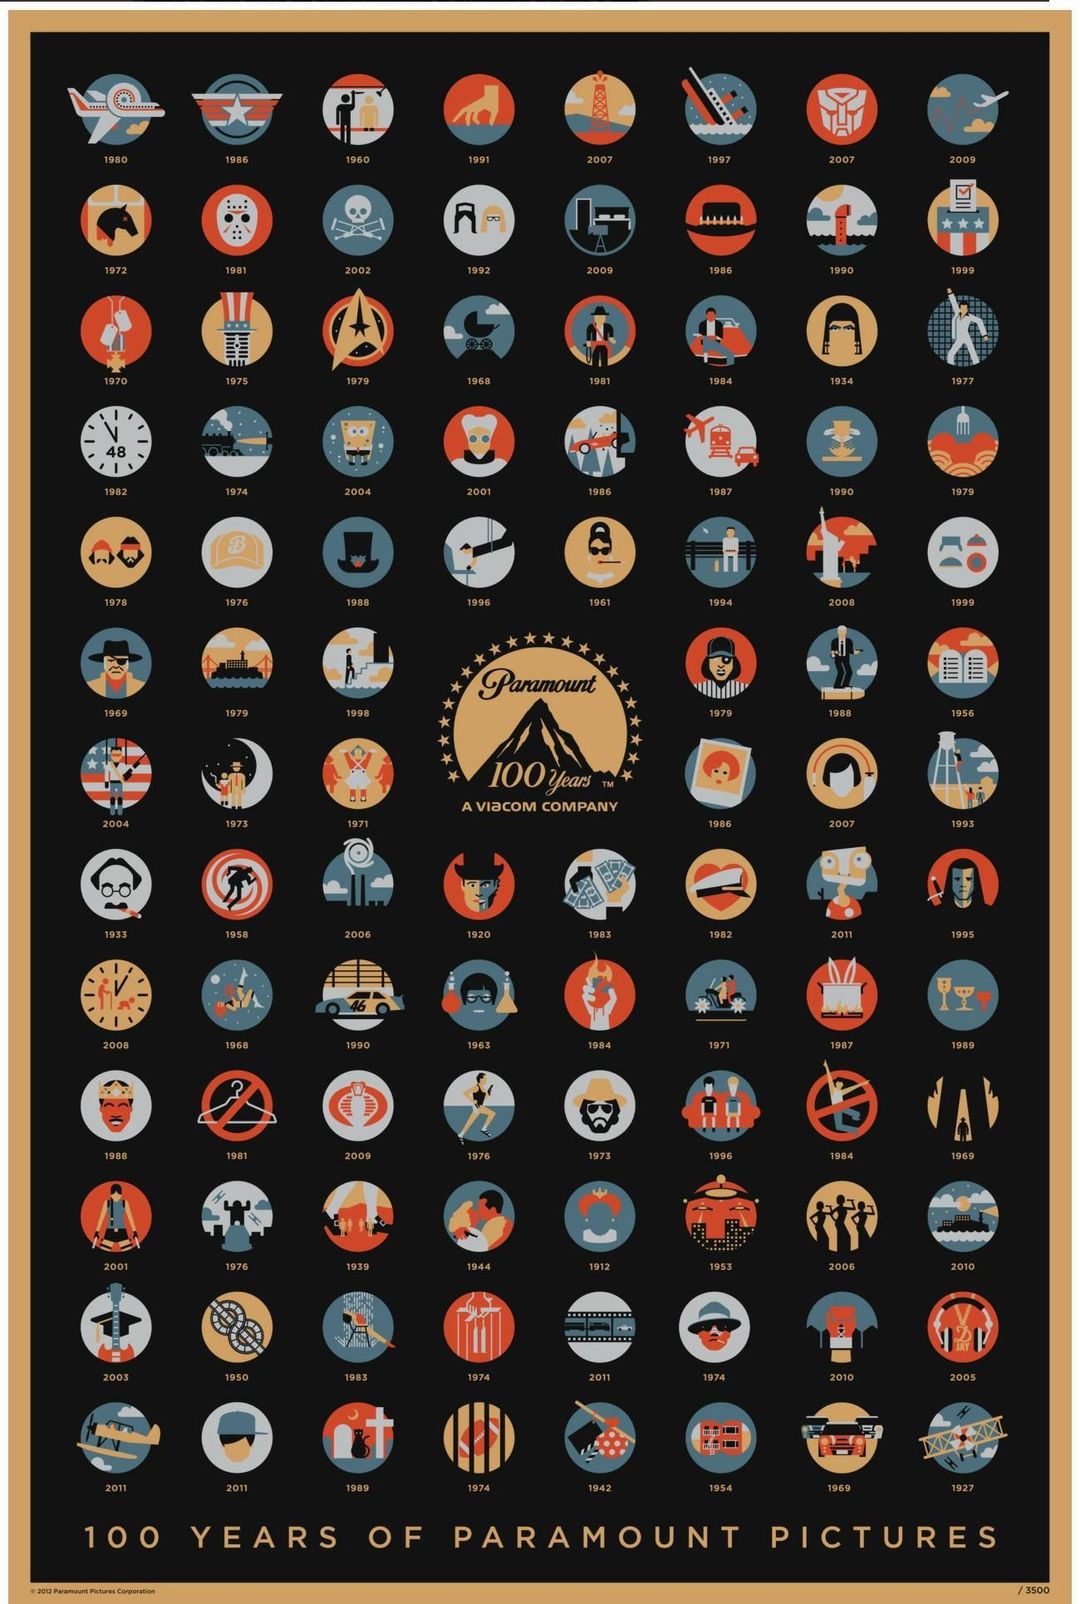 1980 1986 1960 1991 2007 1997 2007 2009
1972 1981 2002 1992 2009 1986 1990 1999
1970 1975 1979 1968 1981 1984 1934 1977
48
1982 1974 2004 2001 1986 1987 1990 1979
B
1978 1976 1988 1996 1961 1994 2008 1999
1969 1979 1998 1979 1988 1956
Paramount
100 Years TM
A VIACOM COMPANY
2004 1973 1971 1986 2007 1993
1933 1958 2006 1920 1983 1982 2011 1995
46
2008 1968 1990 1963 1984 1971 1987 1989
1988 1981 2009 1976 1973 1996 1984 1969
2001 1976 1939 1944 1912 1953 2006 2010
D
JAY
2003 1950 1983 1974 2011 1974 2010 2005
2011 2011 1989 1974 1942 1954 1969 1927
100 YEARS OF PARAMOUNT PICTURES
© 2012 Paramount Pictures Corporation
/ 3500